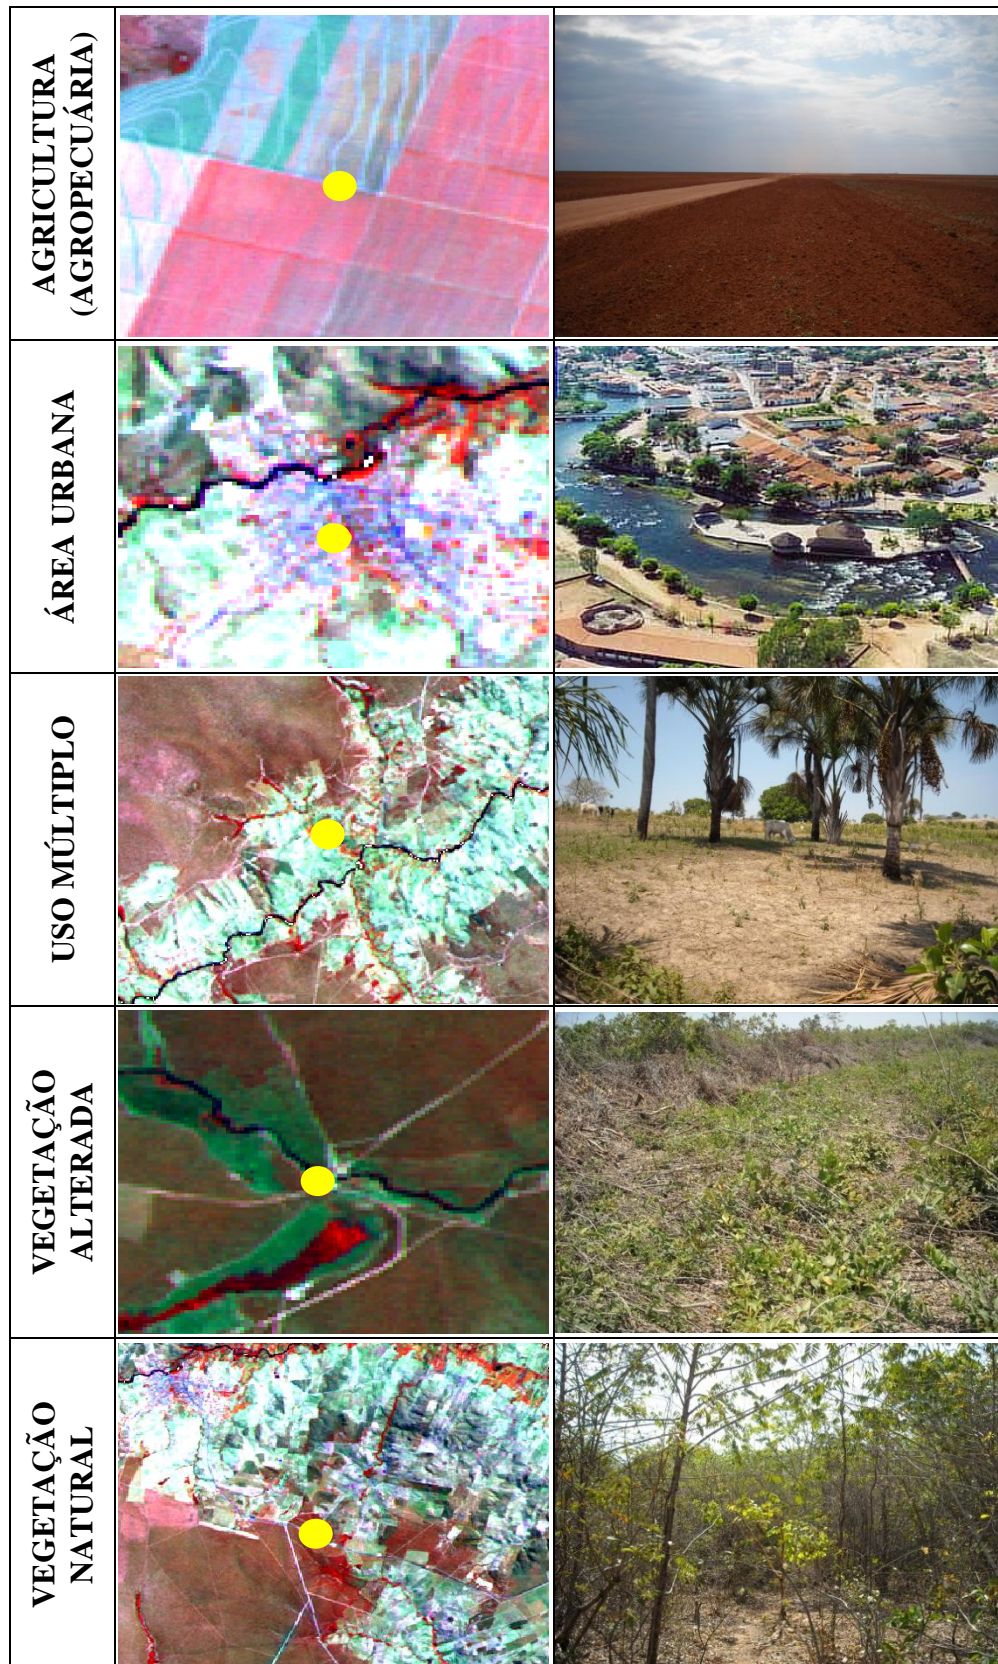 AGRICULTURA
(AGROPECUÁRIA)
ÁREA URBANA
USO MÚLTIPLO
VEGETAÇÃO
ALTERADA
VEGETAÇÃO
NATURAL